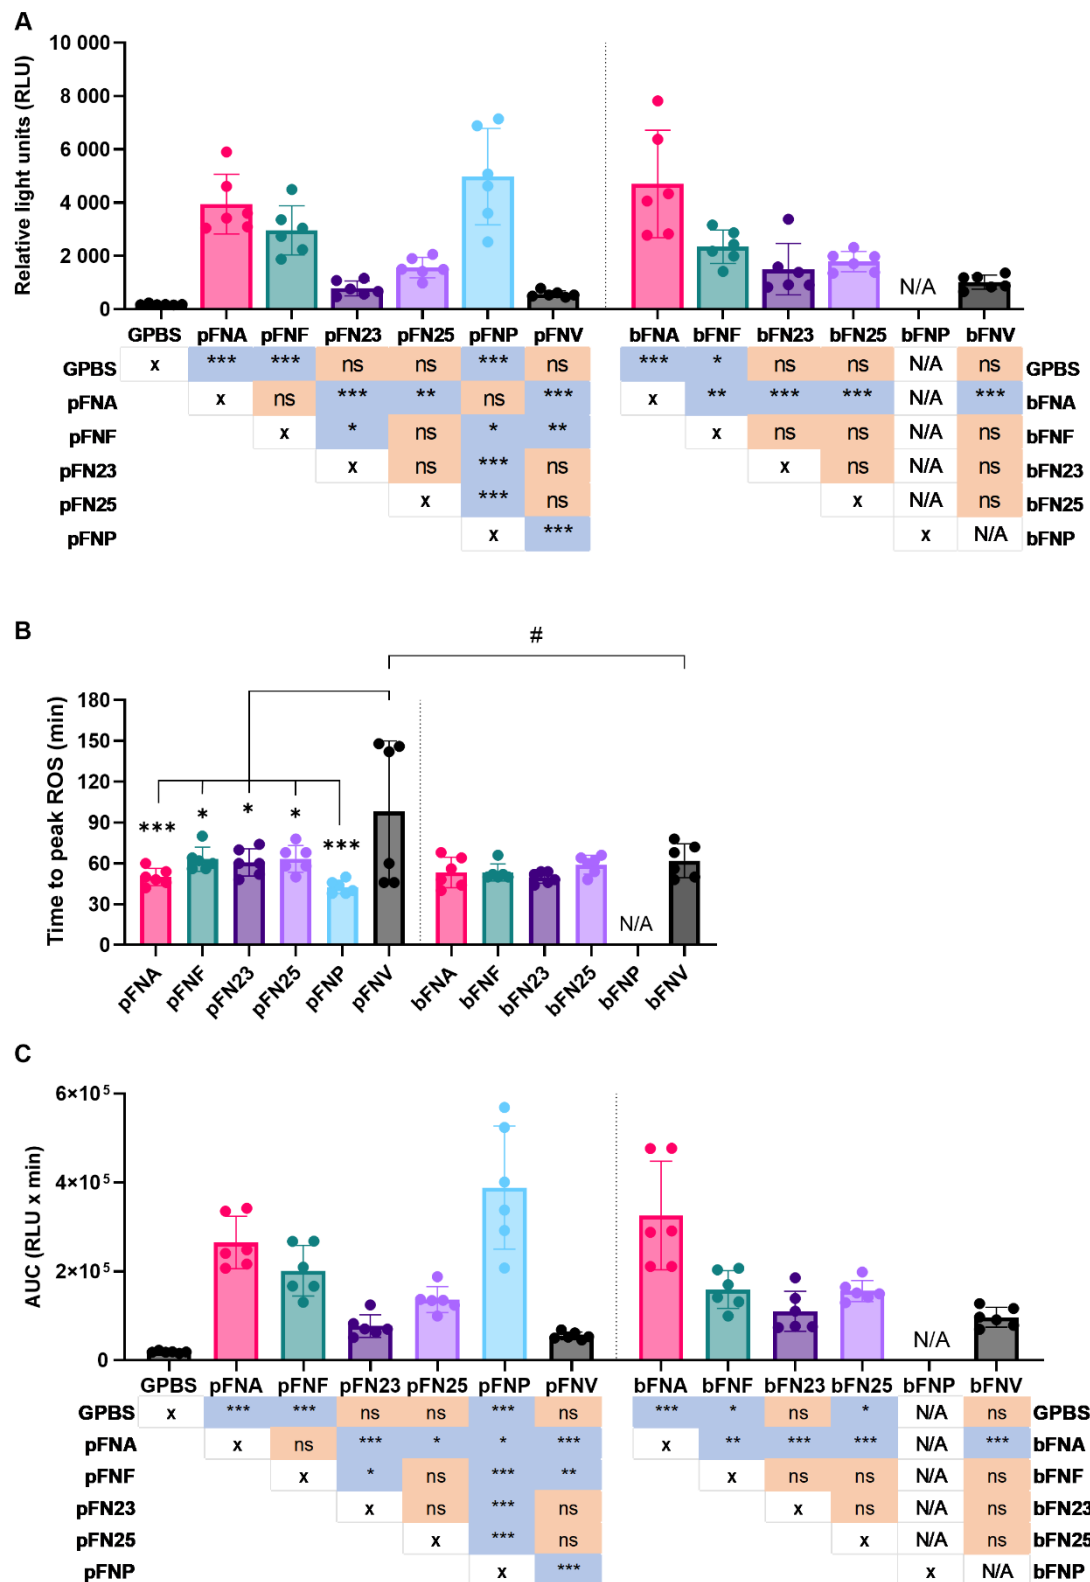 A
Relative light units (RLU)
10 000
8 000
6 000
4 000
2 000
0
N/A
GPBS pFNA pFNF pFN23 pFN25 pFNP pFNV bFNA bFNF bFN23 bFN25 bFNP bFNV
GPBS x *** *** ns ns *** ns *** * ns ns N/A ns GPBS
pFNA x ns *** ** ns *** x ** *** *** N/A *** bFNA
pFNF x * ns * ** x ns ns N/A ns bFNF
pFN23 x ns *** ns x ns N/A ns bFN23
pFN25 x *** ns x N/A ns bFN25
pFNP x *** x N/A bFNP
B
#
Time to peak ROS (min)
180
150
120
90
60
30
0
*** * * * ***
N/A
pFNA pFNF pFN23 pFN25 pFNP pFNV bFNA bFNF bFN23 bFN25 bFNP bFNV
C
AUC (RLU x min)
6×10⁵
4×10⁵
2×10⁵
0
N/A
GPBS pFNA pFNF pFN23 pFN25 pFNP pFNV bFNA bFNF bFN23 bFN25 bFNP bFNV
GPBS x *** *** ns ns *** ns *** * ns * N/A ns GPBS
pFNA x ns *** * * *** x ** *** *** N/A *** bFNA
pFNF x * ns *** ** x ns ns N/A ns bFNF
pFN23 x ns *** ns x ns N/A ns bFN23
pFN25 x *** ns x N/A ns bFN25
pFNP x *** x N/A bFNP